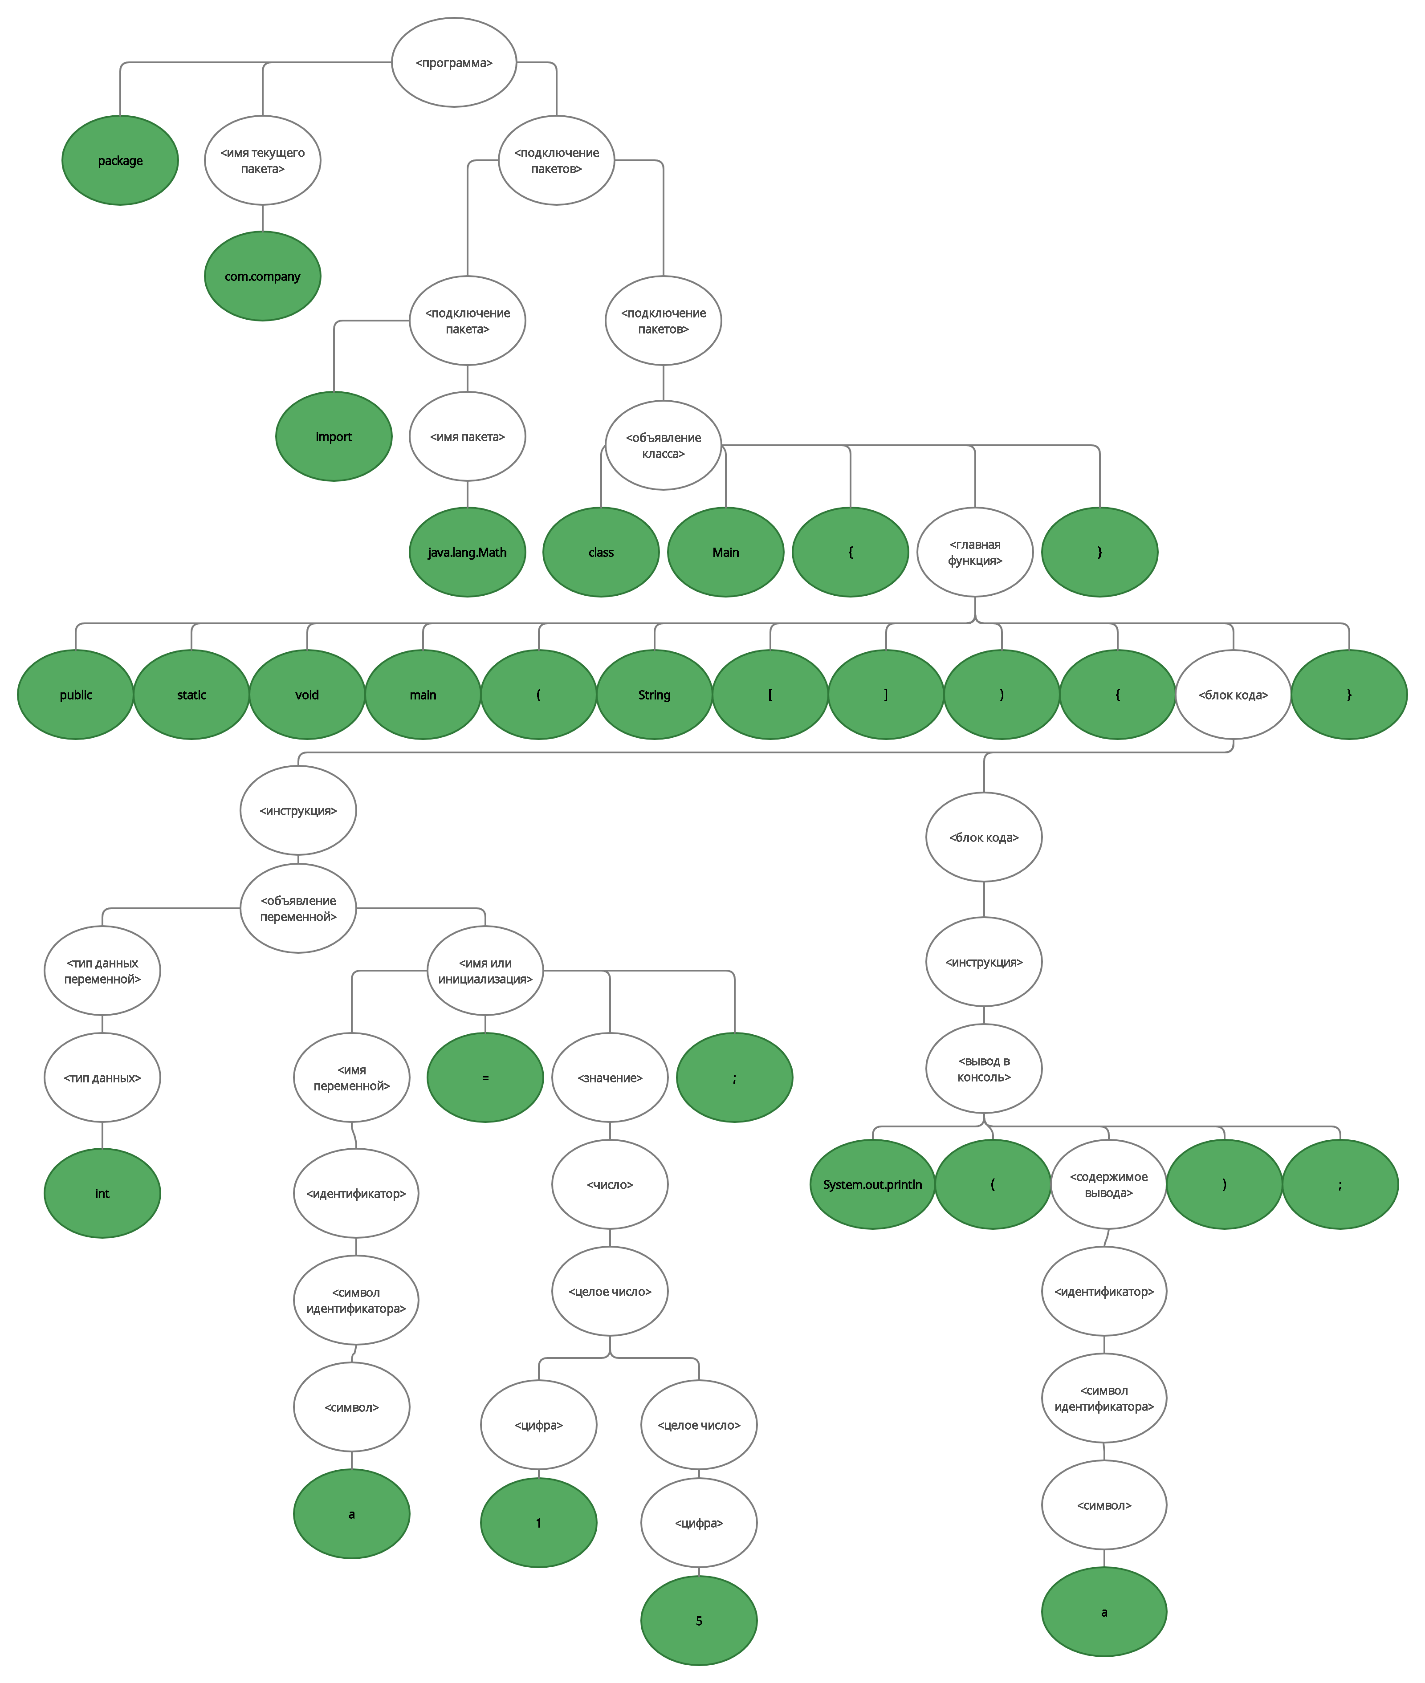 <программа>
package
<имя текущего
пакета>
<подключение
пакетов>
com.company
<подключение
пакета>
<подключение
пакетов>
import
<имя пакета>
<объявление
класса>
java.lang.Math
class
Main
{
<главная
функция>
}
public
static
void
main
(
String
[
]
)
{
<блок кода>
}
<инструкция>
<блок кода>
<объявление
переменной>
<тип данных
переменной>
<имя или
инициализация>
<инструкция>
<тип данных>
<имя
переменной>
=
<значение>
;
<вывод в
консоль>
int
<идентификатор>
<число>
System.out.println
(
<содержимое
вывода>
)
;
<символ
идентификатора>
<целое число>
<идентификатор>
<символ>
<цифра>
<целое число>
<символ
идентификатора>
a
1
<цифра>
<символ>
5
a